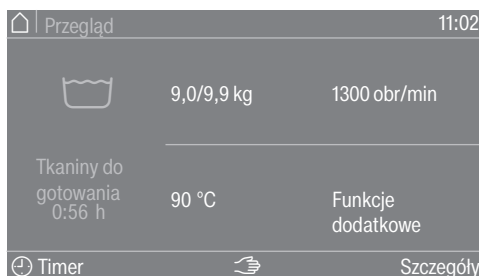 Przegląd 11:02
9,0/9,9 kg 1300 obr/min
Tkaniny do
gotowania
0:56 h
90 °C Funkcje
dodatkowe
Timer Szczegóły